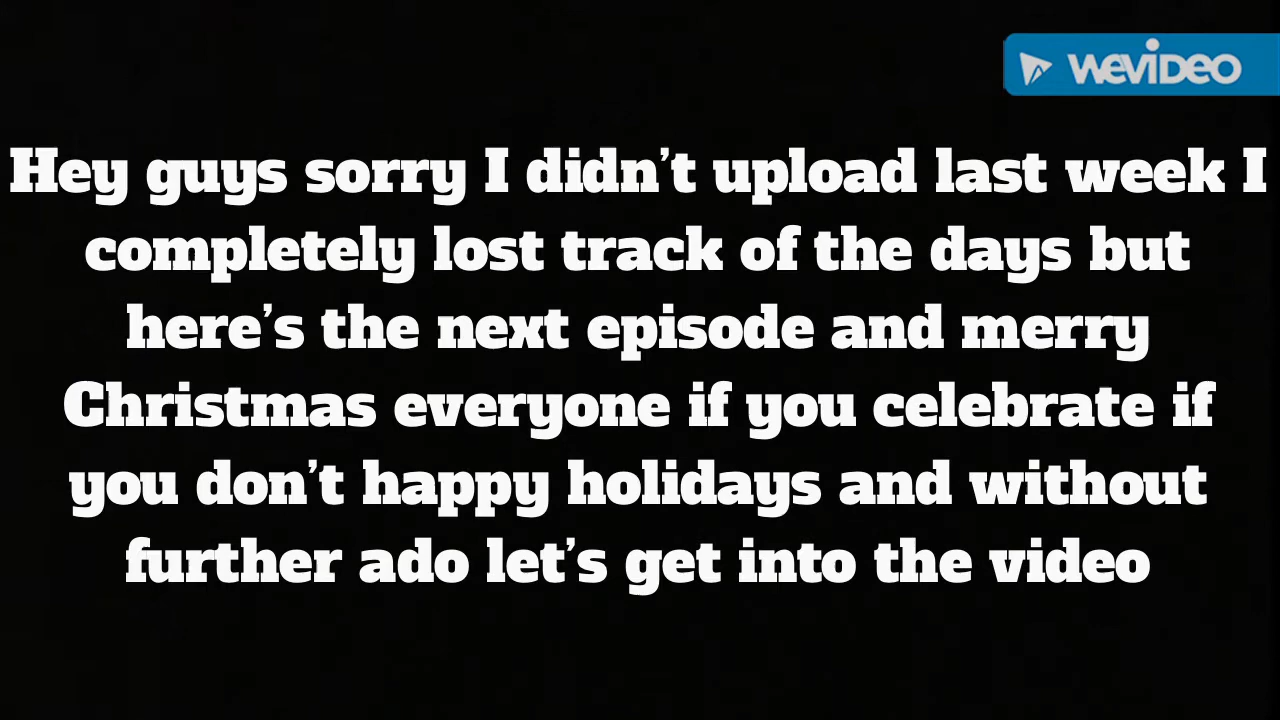 WEVIDEO
Hey guys sorry I didn't upload last week I
completely lost track of the days but
here's the next episode and merry
Christmas everyone if you celebrate if
you don't happy holidays and without
further ado let's get into the video